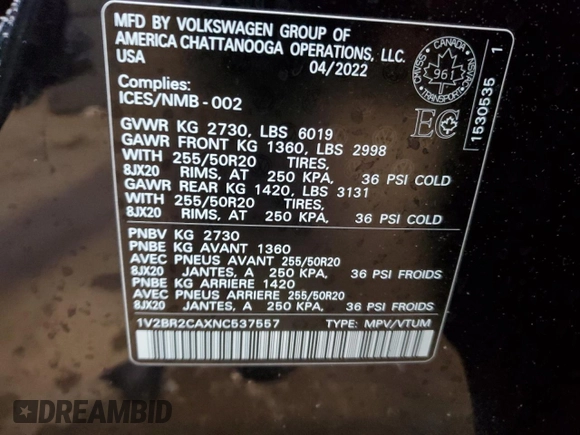 MFD BY VOLKSWAGEN GROUP OF
AMERICA CHATTANOOGA OPERATIONS, LLC.
USA 04/2022
Complies:
ICES/NMB-002
GVWR KG 2730, LBS 6019
GAWR FRONT KG 1360, LBS 2998
WITH 255/50R20 TIRES,
8JX20 RIMS, AT 250 KPA, 36 PSI COLD
GAWR REAR KG 1420, LBS 3131
WITH 255/50R20 TIRES,
8JX20 RIMS, AT 250 KPA, 36 PSI COLD
PNBV KG 2730
PNBE KG AVANT 1360
AVEC PNEUS AVANT 255/50R20
8JX20 JANTES, A 250 KPA, 36 PSI FROIDS
PNBE KG ARRIERE 1420
AVEC PNEUS ARRIERE 255/50R20
8JX20 JANTES, A 250 KPA, 36 PSI FROIDS
1V2BR2CAXNC537557 TYPE: MPV/VTUM
CANADA
961
TRANSPORT
EC
1530535 1
DREAMBID